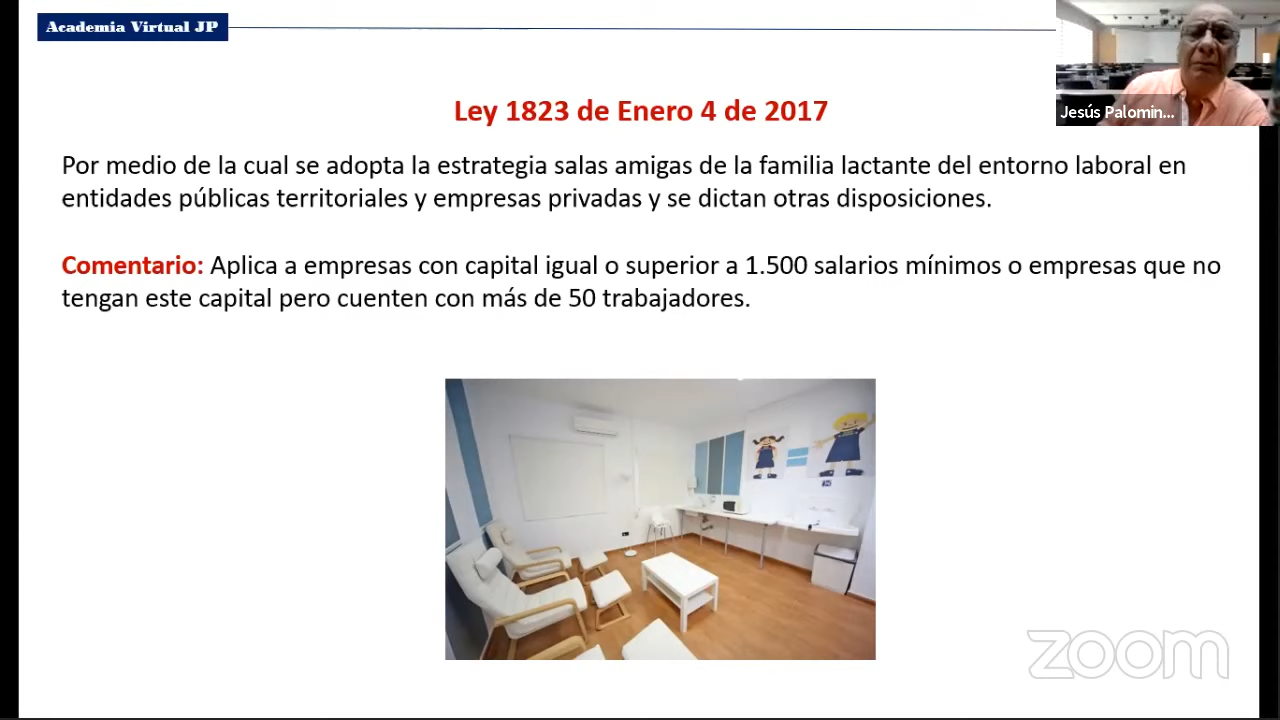 Academia Virtual JP
Jesús Palomin...
Ley 1823 de Enero 4 de 2017
Por medio de la cual se adopta la estrategia salas amigas de la familia lactante del entorno laboral en
entidades públicas territoriales y empresas privadas y se dictan otras disposiciones.
Comentario: Aplica a empresas con capital igual o superior a 1.500 salarios mínimos o empresas que no
tengan este capital pero cuenten con más de 50 trabajadores.
zoom